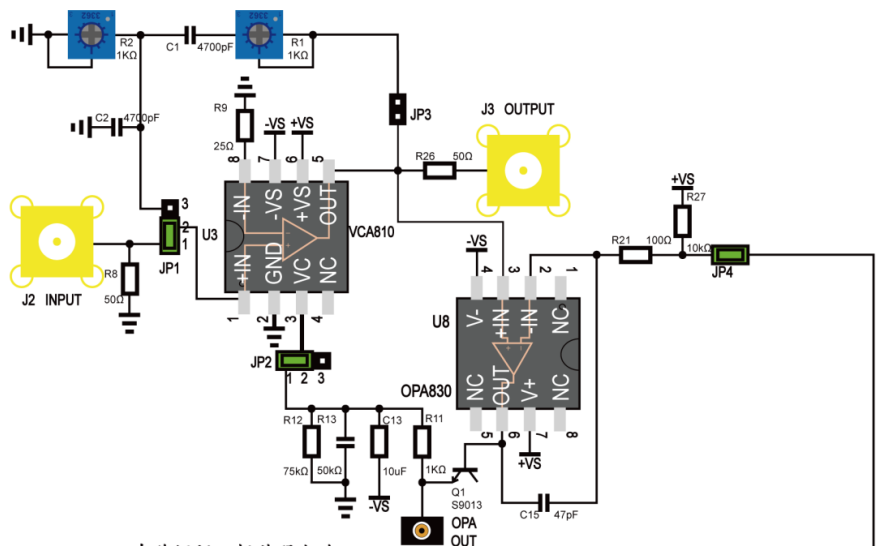 3362
3362
R2
1KΩ
C1
4700pF
R1
1KΩ
C2
4700pF
R9
25Ω
-VS
+VS
JP3
J3 OUTPUT
R26
50Ω
8
7
6
5
-IN
-VS
+VS
OUT
U3
VCA810
+IN
GND
VC
NC
1
2
3
4
3
2
1
JP1
R8
50Ω
J2 INPUT
JP2
1
2
3
R12
R13
C13
R11
75kΩ
50kΩ
10uF
1KΩ
-VS
+VS
R27
10kΩ
R21
100Ω
JP4
-VS
4
3
2
1
V-
+IN
-IN
NC
U8
OPA830
NC
OUT
V+
NC
5
6
7
8
+VS
Q1
S9013
C15
47pF
OPA
OUT